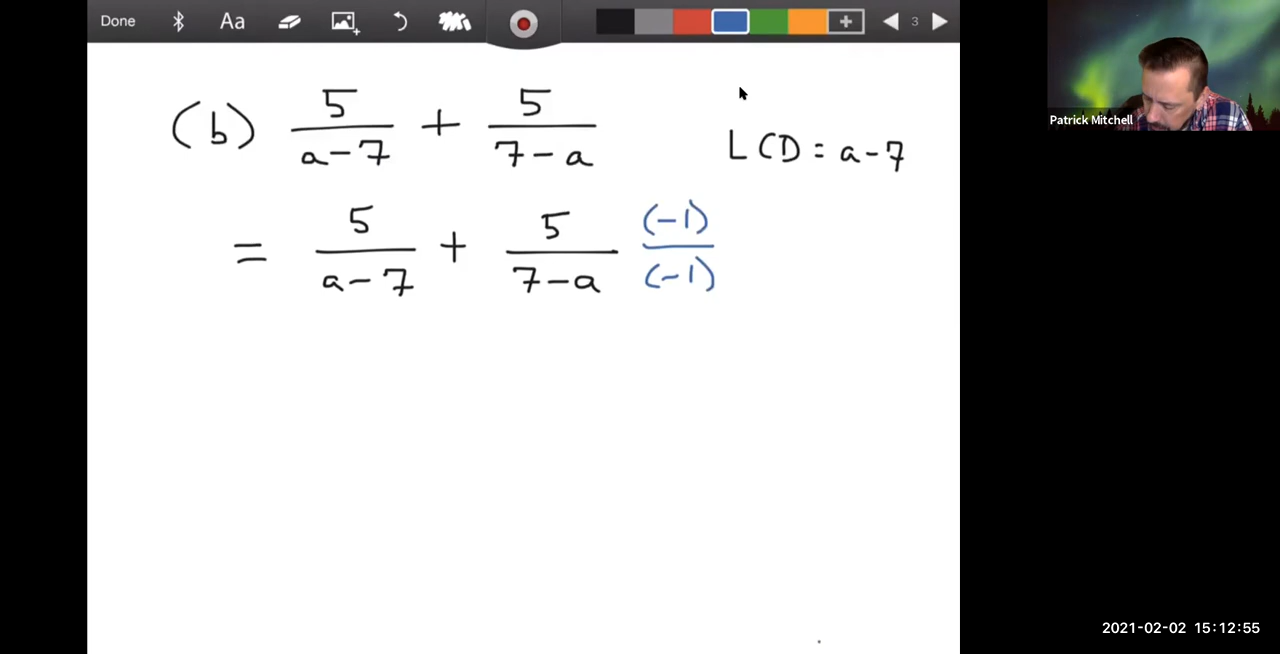 Done Aa 3
Patrick Mitchell
(b) 5/(a-7) + 5/(7-a) LCD = a-7
= 5/(a-7) + 5/(7-a) (-1)/(-1)
2021-02-02 15:12:55